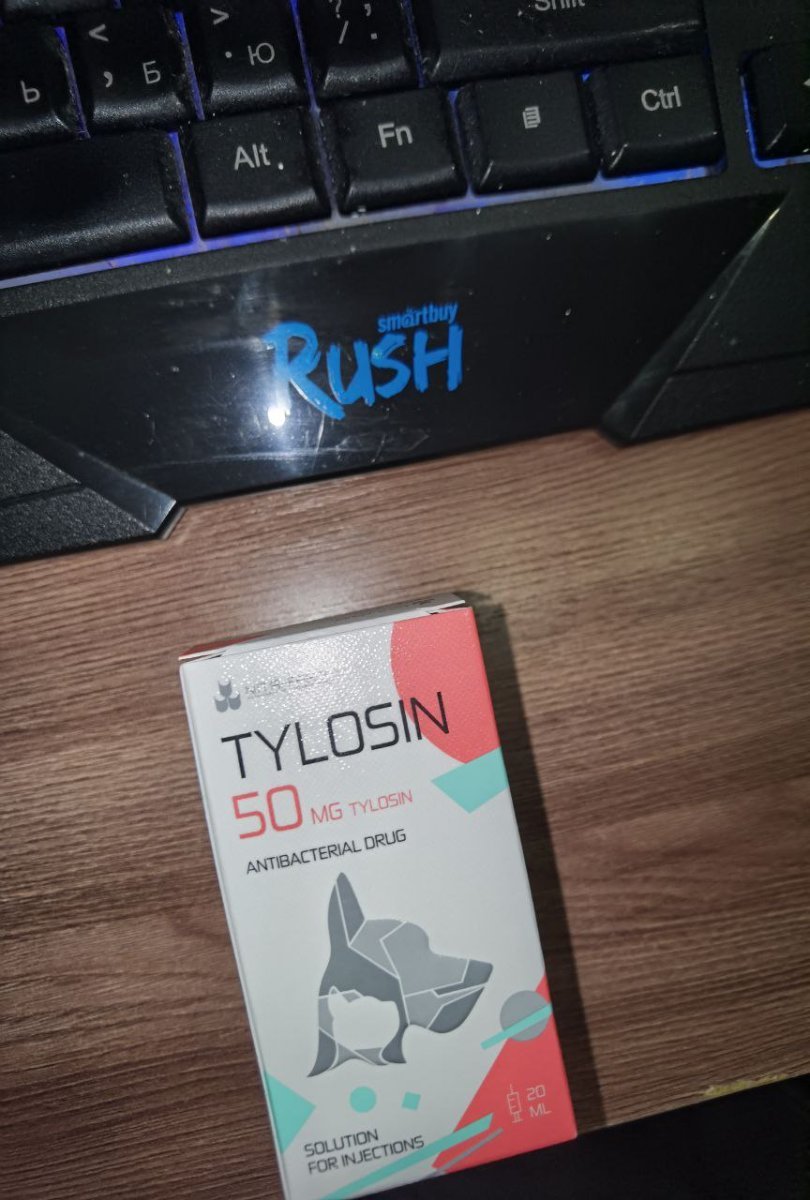 Shift
<
>
?
,
Ь
,
Б
.
Ю
/
.
Alt
Fn
Ctrl
smartbuy
RUSH
TYLOSIN
50 MG TYLOSIN
ANTIBACTERIAL DRUG
20
ML
SOLUTION
FOR INJECTIONS